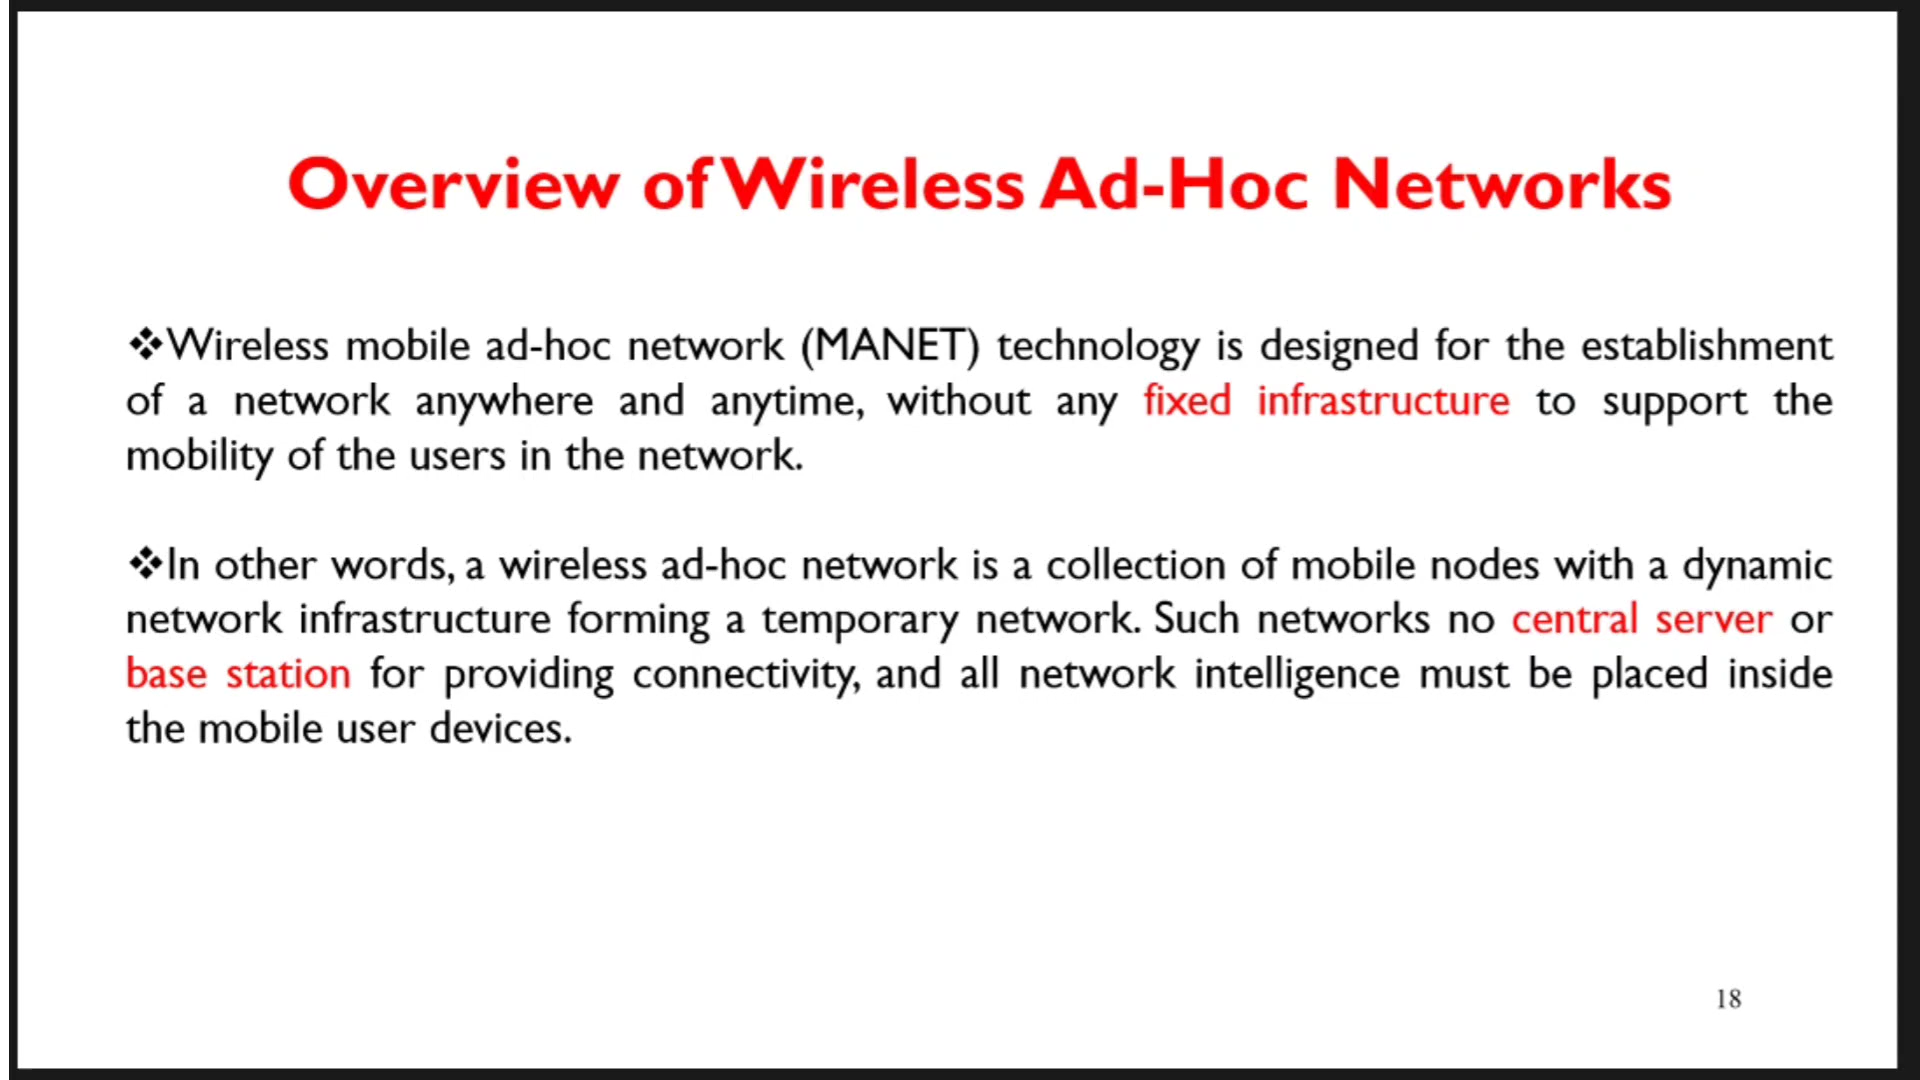 Overview of Wireless Ad-Hoc Networks
❖Wireless mobile ad-hoc network (MANET) technology is designed for the establishment
of a network anywhere and anytime, without any fixed infrastructure to support the
mobility of the users in the network.
❖In other words, a wireless ad-hoc network is a collection of mobile nodes with a dynamic
network infrastructure forming a temporary network. Such networks no central server or
base station for providing connectivity, and all network intelligence must be placed inside
the mobile user devices.
18